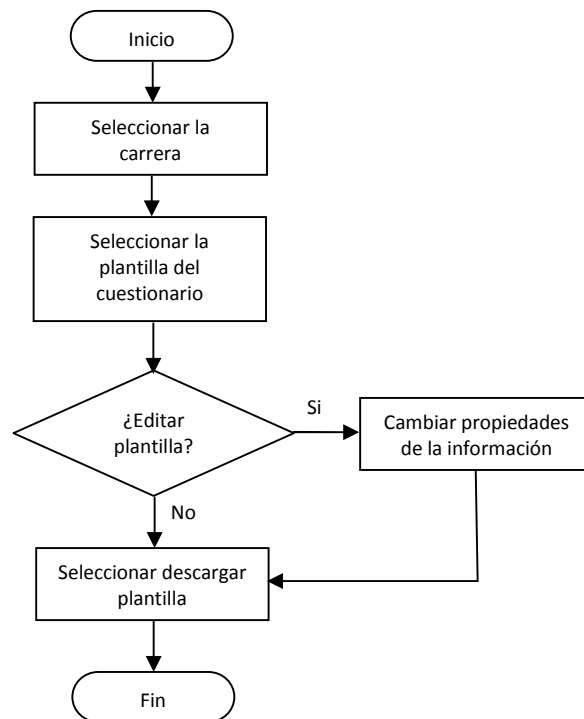 Inicio
Seleccionar la
carrera
Seleccionar la
plantilla del
cuestionario
¿Editar
plantilla?
Si
Cambiar propiedades
de la información
No
Seleccionar descargar
plantilla
Fin